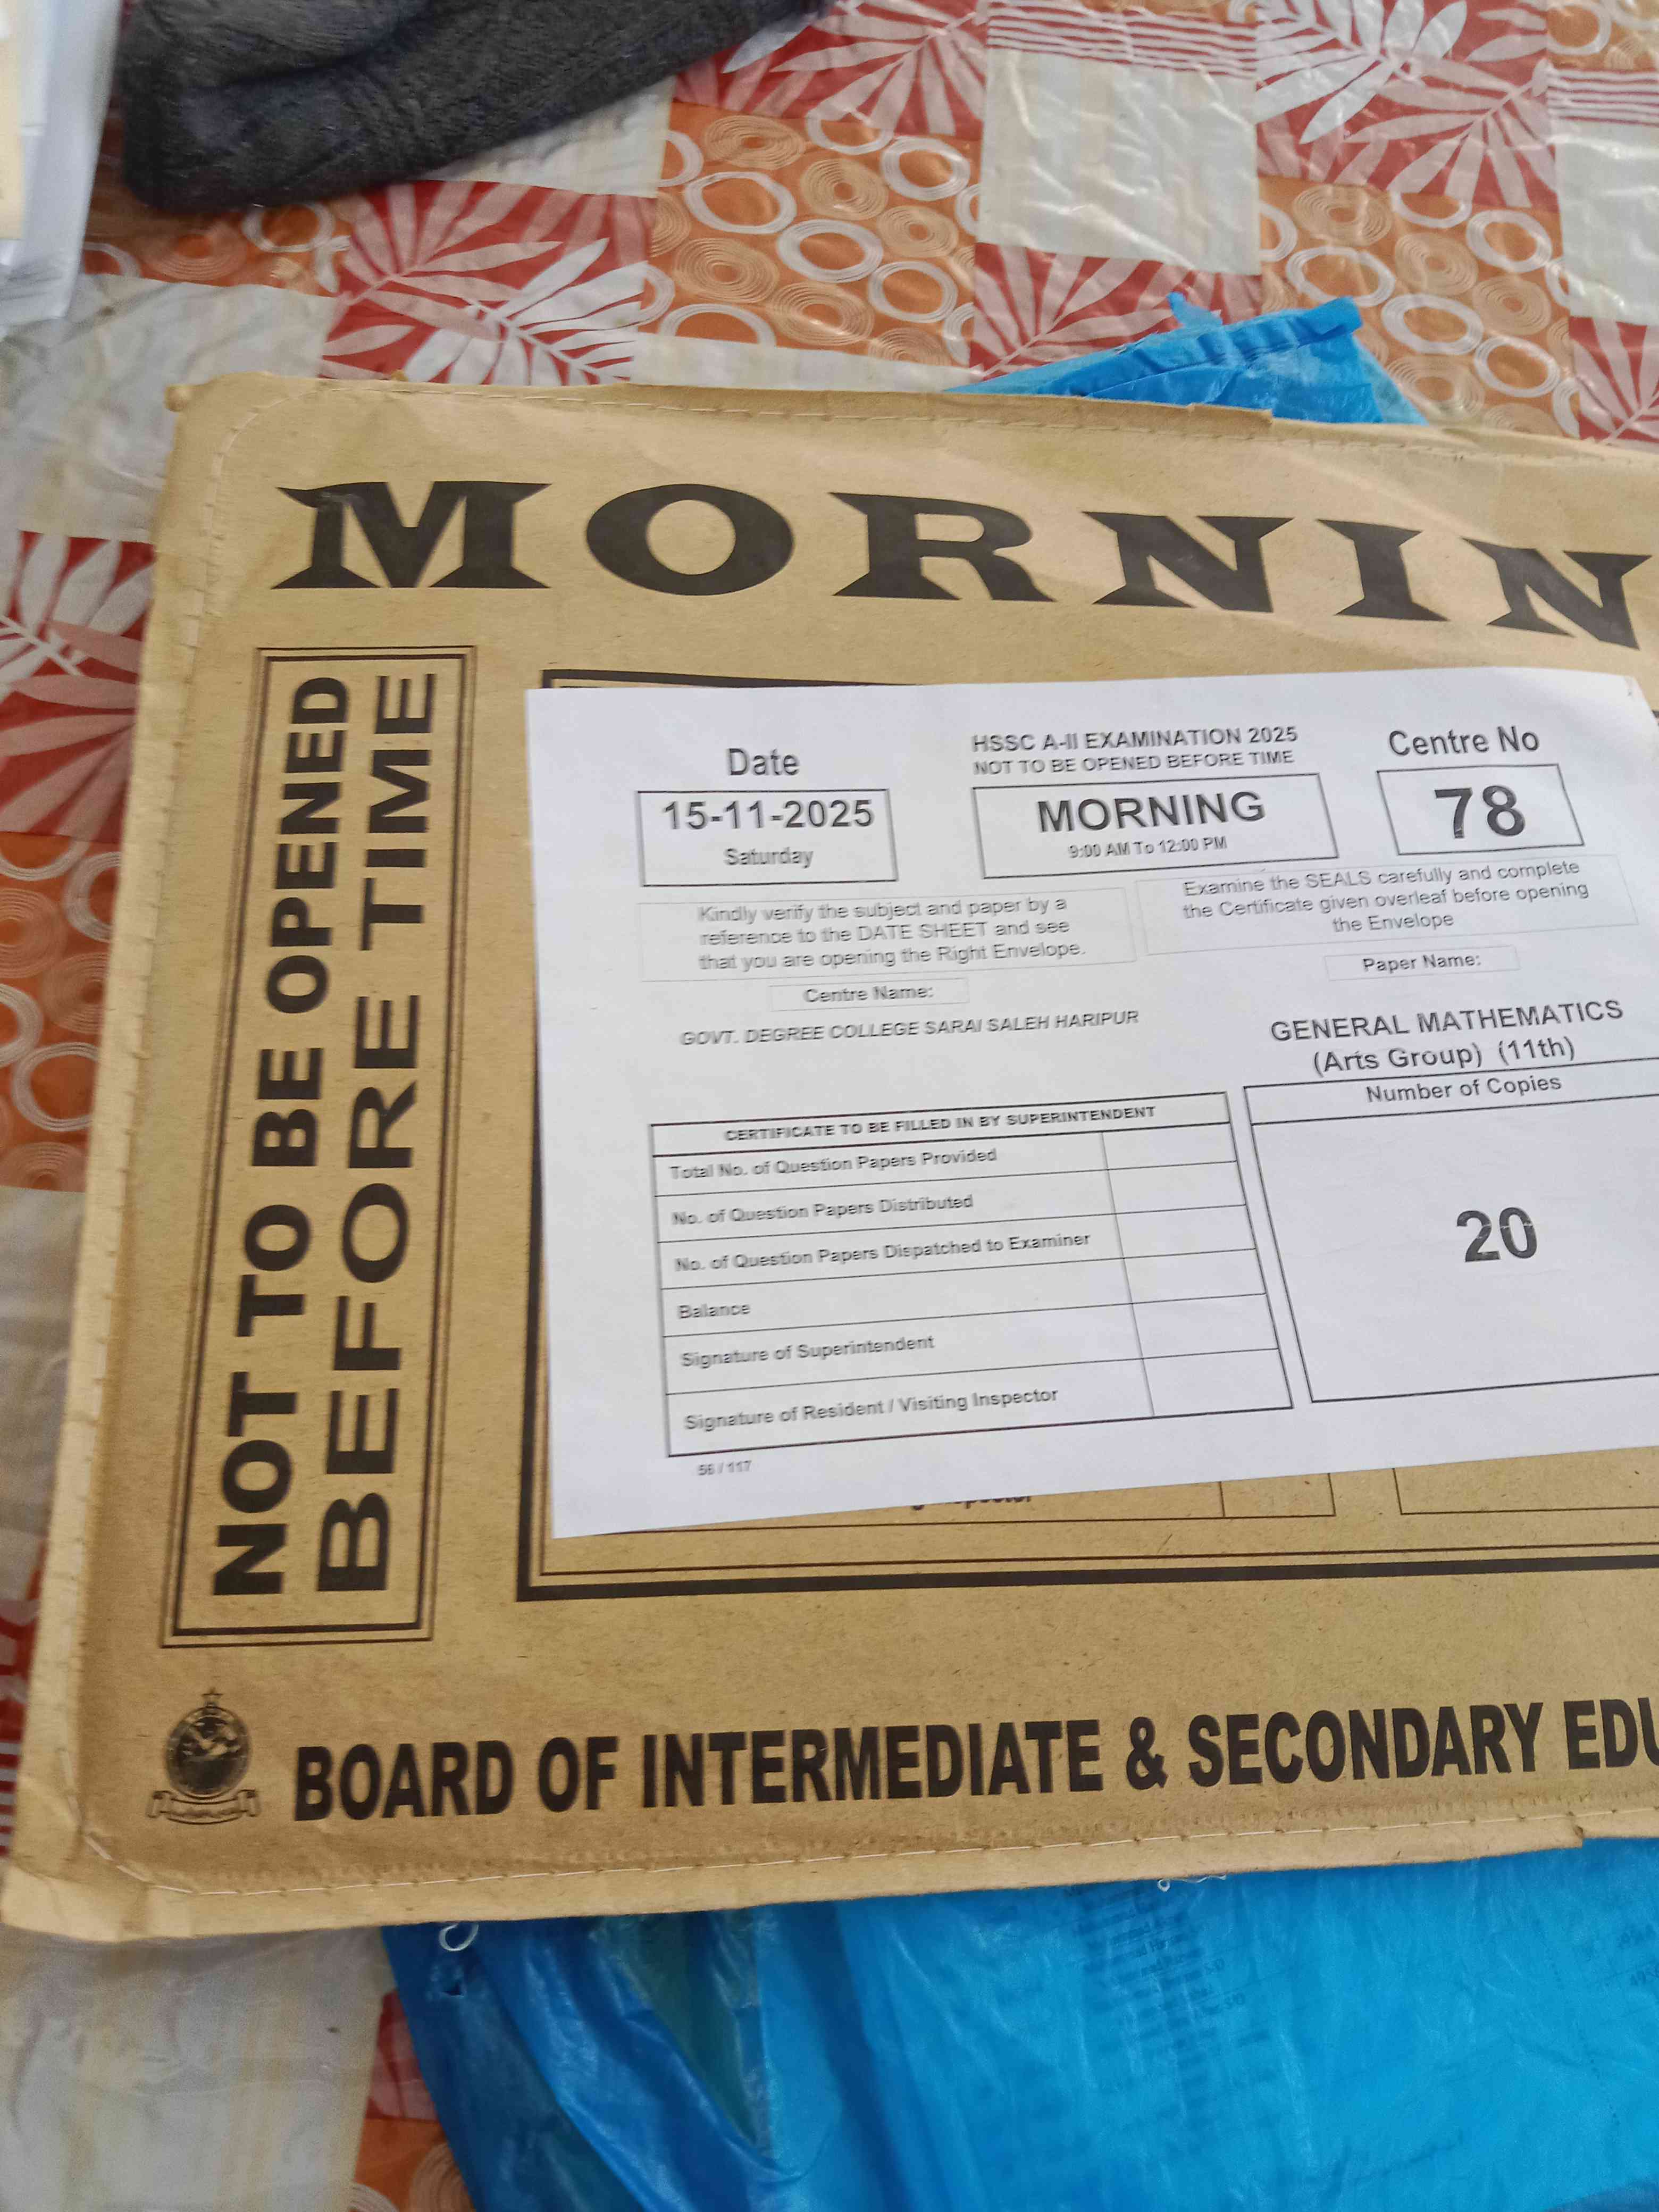 MORNIN
NOT TO BE OPENED
BEFORE TIME
Date
15-11-2025
Saturday
HSSC A-II EXAMINATION 2025
NOT TO BE OPENED BEFORE TIME
MORNING
9:00 AM To 12:00 PM
Centre No
78
Kindly verify the subject and paper by a
reference to the DATE SHEET and see
that you are opening the Right Envelope.
Examine the SEALS carefully and complete
the Certificate given overleaf before opening
the Envelope
Centre Name:
GOVT. DEGREE COLLEGE SARAI SALEH HARIPUR
Paper Name:
GENERAL MATHEMATICS
(Arts Group) (11th)
Number of Copies
20
CERTIFICATE TO BE FILLED IN BY SUPERINTENDENT
Total No. of Question Papers Provided
No. of Question Papers Distributed
No. of Question Papers Dispatched to Examiner
Balance
Signature of Superintendent
Signature of Resident / Visiting Inspector
56 / 117
BOARD OF INTERMEDIATE & SECONDARY EDU